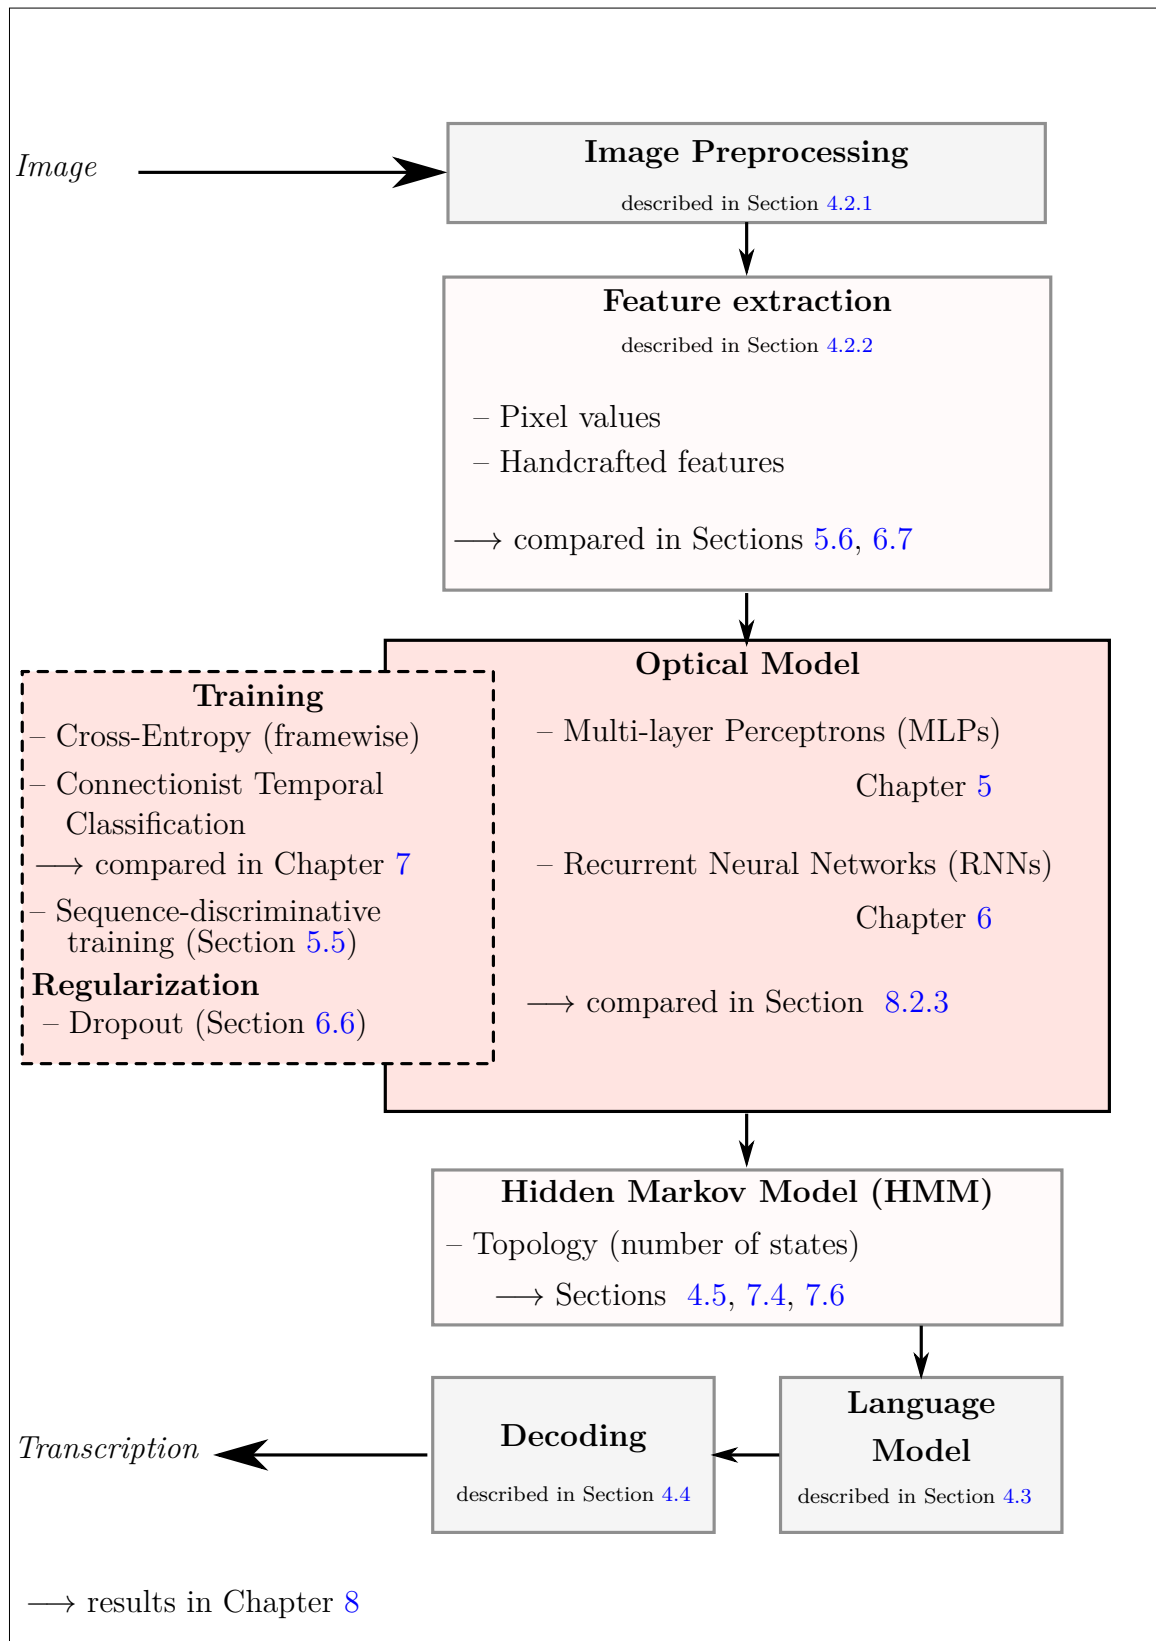 Image
Image Preprocessing
described in Section 4.2.1
Feature extraction
described in Section 4.2.2
– Pixel values
– Handcrafted features
⟶ compared in Sections 5.6, 6.7
Optical Model
– Multi-layer Perceptrons (MLPs)
Chapter 5
– Recurrent Neural Networks (RNNs)
Chapter 6
⟶ compared in Section 8.2.3
Training
– Cross-Entropy (framewise)
– Connectionist Temporal
Classification
⟶ compared in Chapter 7
– Sequence-discriminative
training (Section 5.5)
Regularization
– Dropout (Section 6.6)
Hidden Markov Model (HMM)
– Topology (number of states)
⟶ Sections 4.5, 7.4, 7.6
Language
Model
described in Section 4.3
Decoding
described in Section 4.4
Transcription
⟶ results in Chapter 8